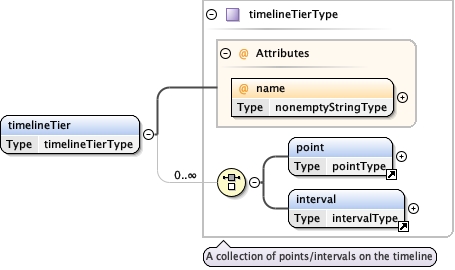 timelineTierType
@ Attributes
@ name
Type nonemptyStringType
timelineTier
Type timelineTierType
point
Type pointType
0..∞
interval
Type intervalType
A collection of points/intervals on the timeline